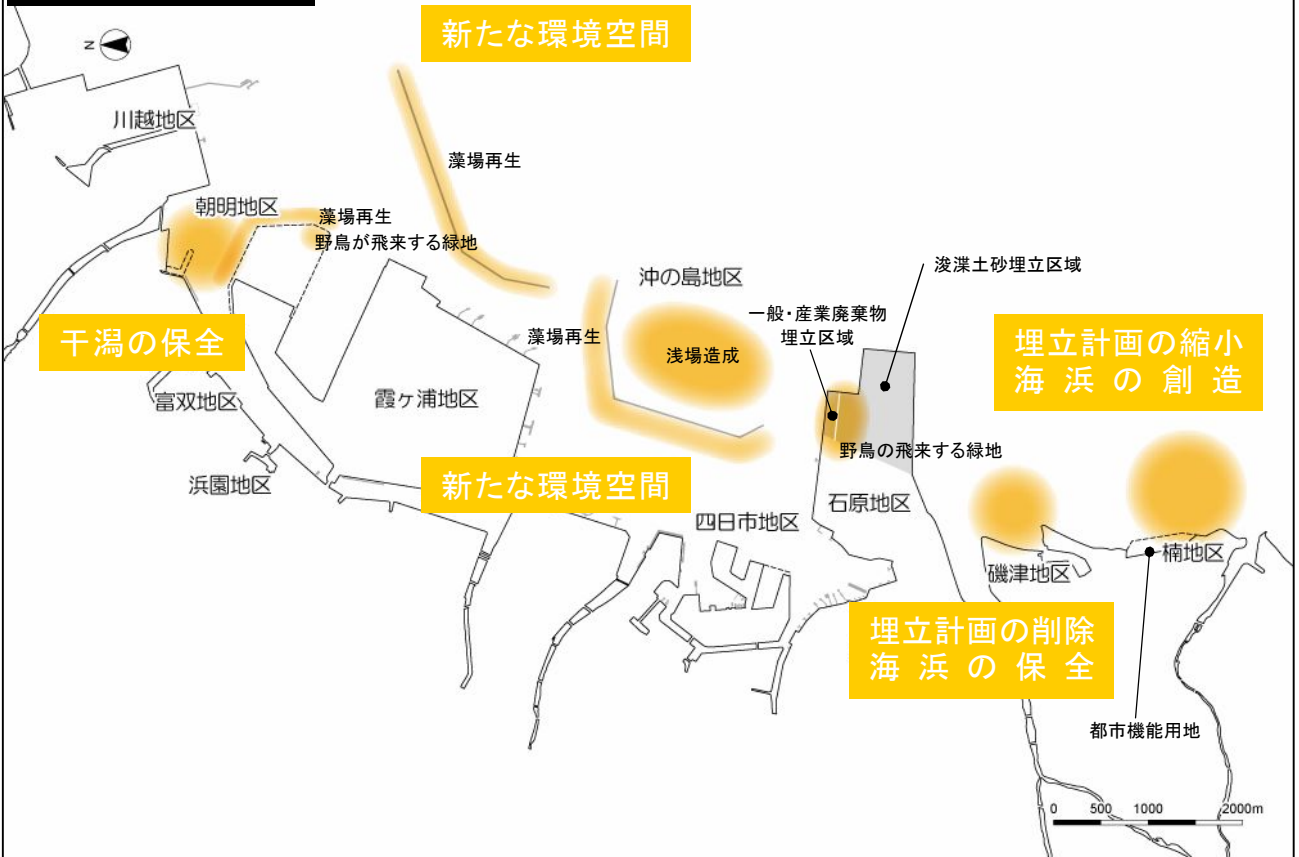 新たな環境空間
N
川越地区
藻場再生
朝明地区
藻場再生
野鳥が飛来する緑地
沖の島地区
浚渫土砂埋立区域
一般・産業廃棄物
埋立区域
干潟の保全
藻場再生
浅場造成
埋立計画の縮小
海浜の創造
富双地区
霞ヶ浦地区
野鳥の飛来する緑地
浜園地区
新たな環境空間
四日市地区
石原地区
磯津地区
楠地区
埋立計画の削除
海浜の保全
都市機能用地
0 500 1000 2000m